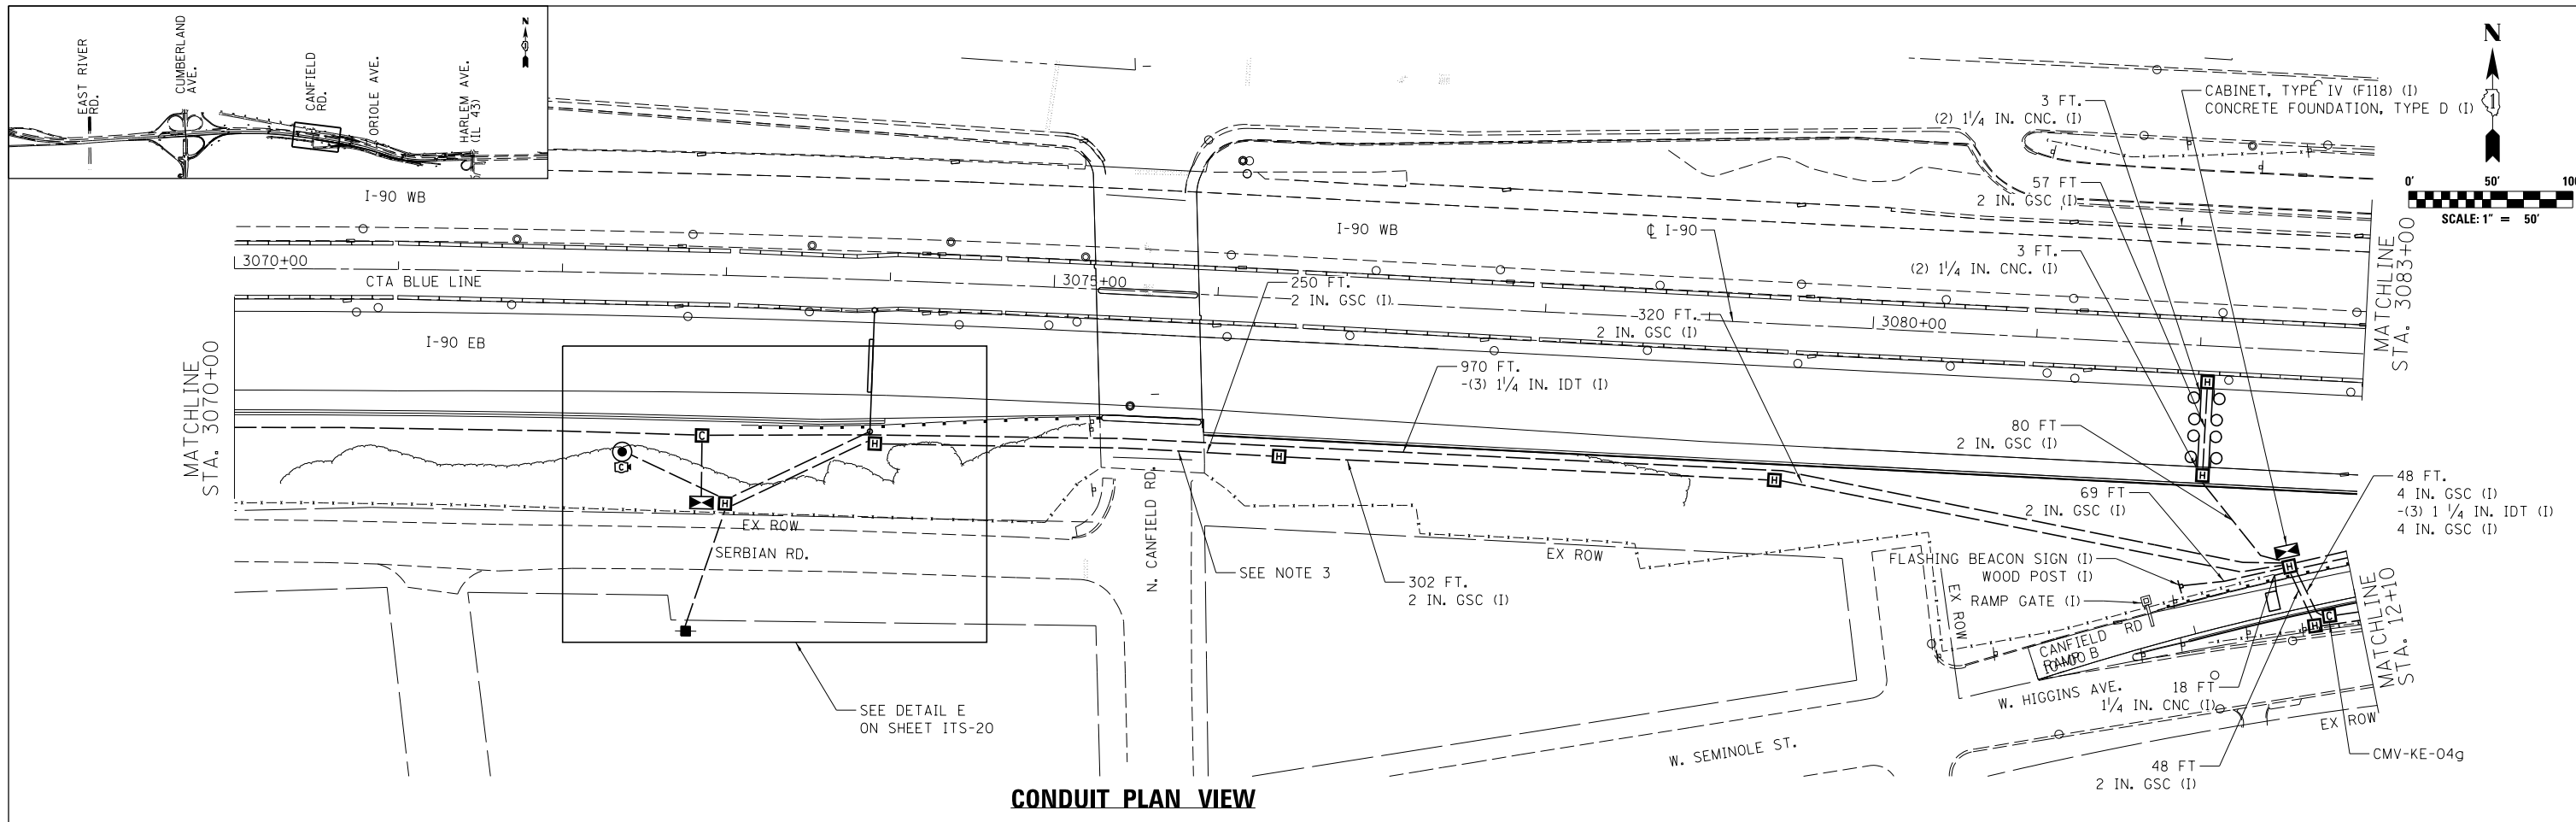 EAST RIVER
RD.
CUMBERLAND
AVE.
CANFIELD
RD.
ORIOLE AVE.
HARLEM AVE.
(IL 43)
N
N
0' 50' 100
SCALE: 1" = 50'
I-90 WB
I-90 WB
℄ I-90
3070+00
CTA BLUE LINE
3075+00
3080+00
I-90 EB
MATCHLINE
STA. 3070+00
MATCHLINE
STA. 3083+00
3 FT.
(2) 1¼ IN. CNC. (I)
CABINET, TYPE IV (F118) (I)
CONCRETE FOUNDATION, TYPE D (I)
57 FT
2 IN. GSC (I)
3 FT.
(2) 1¼ IN. CNC. (I)
250 FT.
2 IN. GSC (I)
320 FT.
2 IN. GSC (I)
970 FT.
-(3) 1¼ IN. IDT (I)
80 FT
2 IN. GSC (I)
69 FT
2 IN. GSC (I)
48 FT.
4 IN. GSC (I)
-(3) 1 ¼ IN. IDT (I)
4 IN. GSC (I)
C
C
H
H
H
H
H
H
H
H
C
EX ROW
SERBIAN RD.
N. CANFIELD RD.
SEE NOTE 3
302 FT.
2 IN. GSC (I)
EX ROW
EX ROW
FLASHING BEACON SIGN (I)
WOOD POST (I)
RAMP GATE (I)
CANFIELD RD
RAMP B
10+00
W. HIGGINS AVE.
18 FT
1¼ IN. CNC (I)
MATCHLINE
STA. 12+10
EX ROW
CMV-KE-04g
48 FT
2 IN. GSC (I)
W. SEMINOLE ST.
SEE DETAIL E
ON SHEET ITS-20
CONDUIT PLAN VIEW